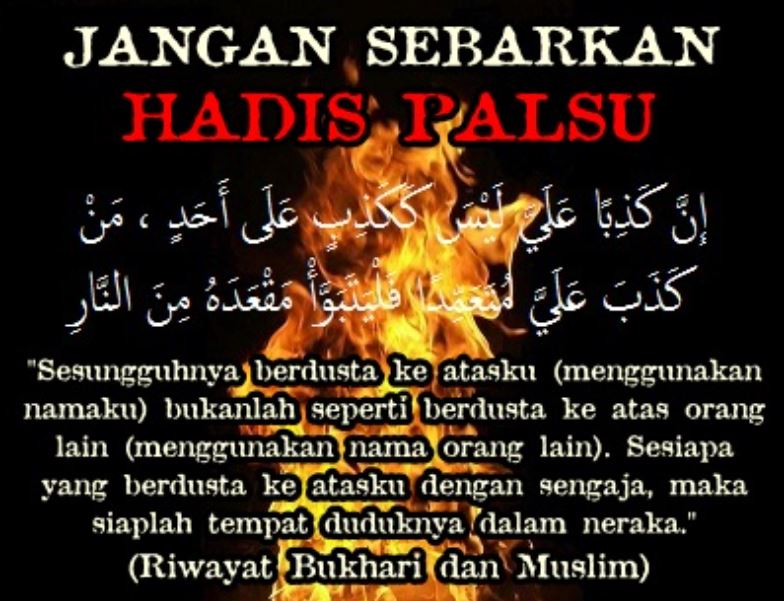 JANGAN SEBARKAN
HADIS PALSU
إِنَّ كَذِبًا عَلَيَّ لَيْسَ كَكَذِبٍ عَلَى أَحَدٍ ، مَنْ
كَذَبَ عَلَيَّ مُتَعَمِّدًا فَلْيَتَبَوَّأْ مَقْعَدَهُ مِنَ النَّارِ
"Sesungguhnya berdusta ke atasku (menggunakan
namaku) bukanlah seperti berdusta ke atas orang
lain (menggunakan nama orang lain). Sesiapa
yang berdusta ke atasku dengan sengaja, maka
siaplah tempat duduknya dalam neraka."
(Riwayat Bukhari dan Muslim)